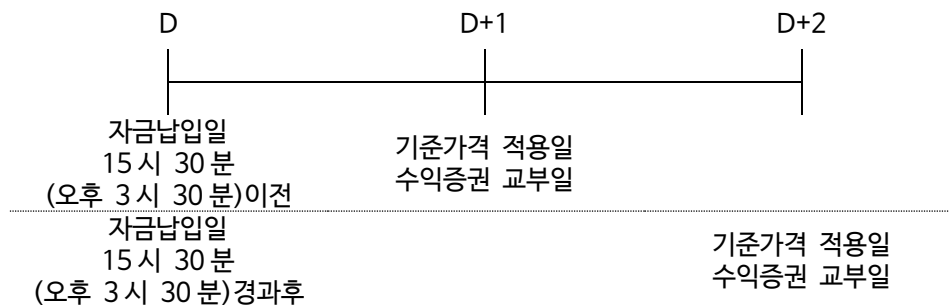 D D+1 D+2
자금납입일
15시 30분
(오후 3시 30분)이전
기준가격 적용일
수익증권 교부일
자금납입일
15시 30분
(오후 3시 30분)경과후
기준가격 적용일
수익증권 교부일